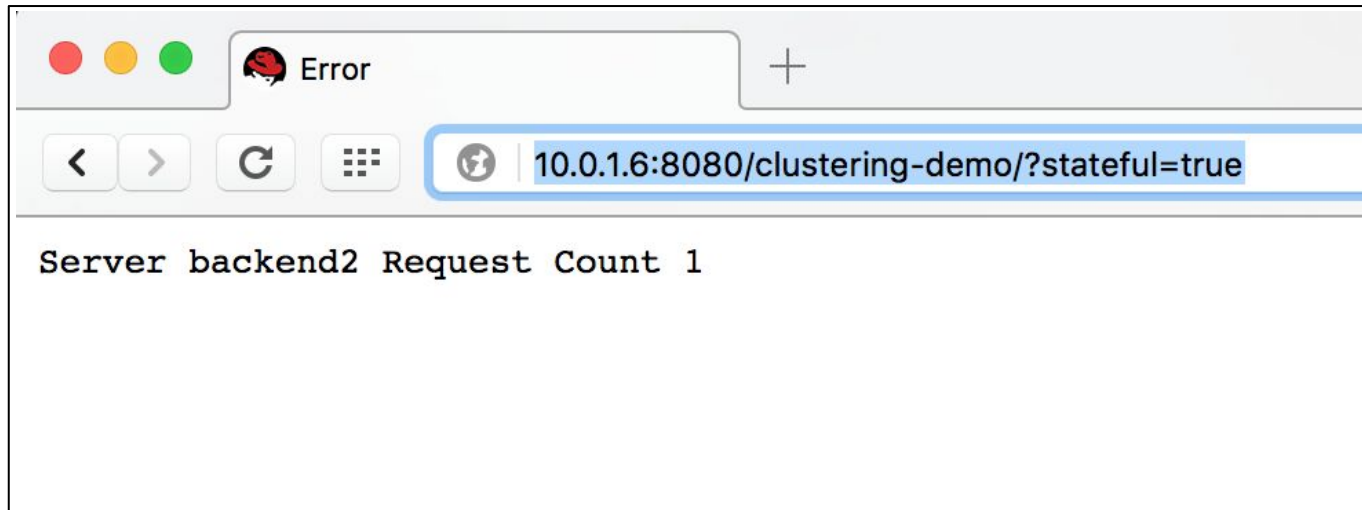 Error
10.0.1.6:8080/clustering-demo/?stateful=true
Server backend2 Request Count 1